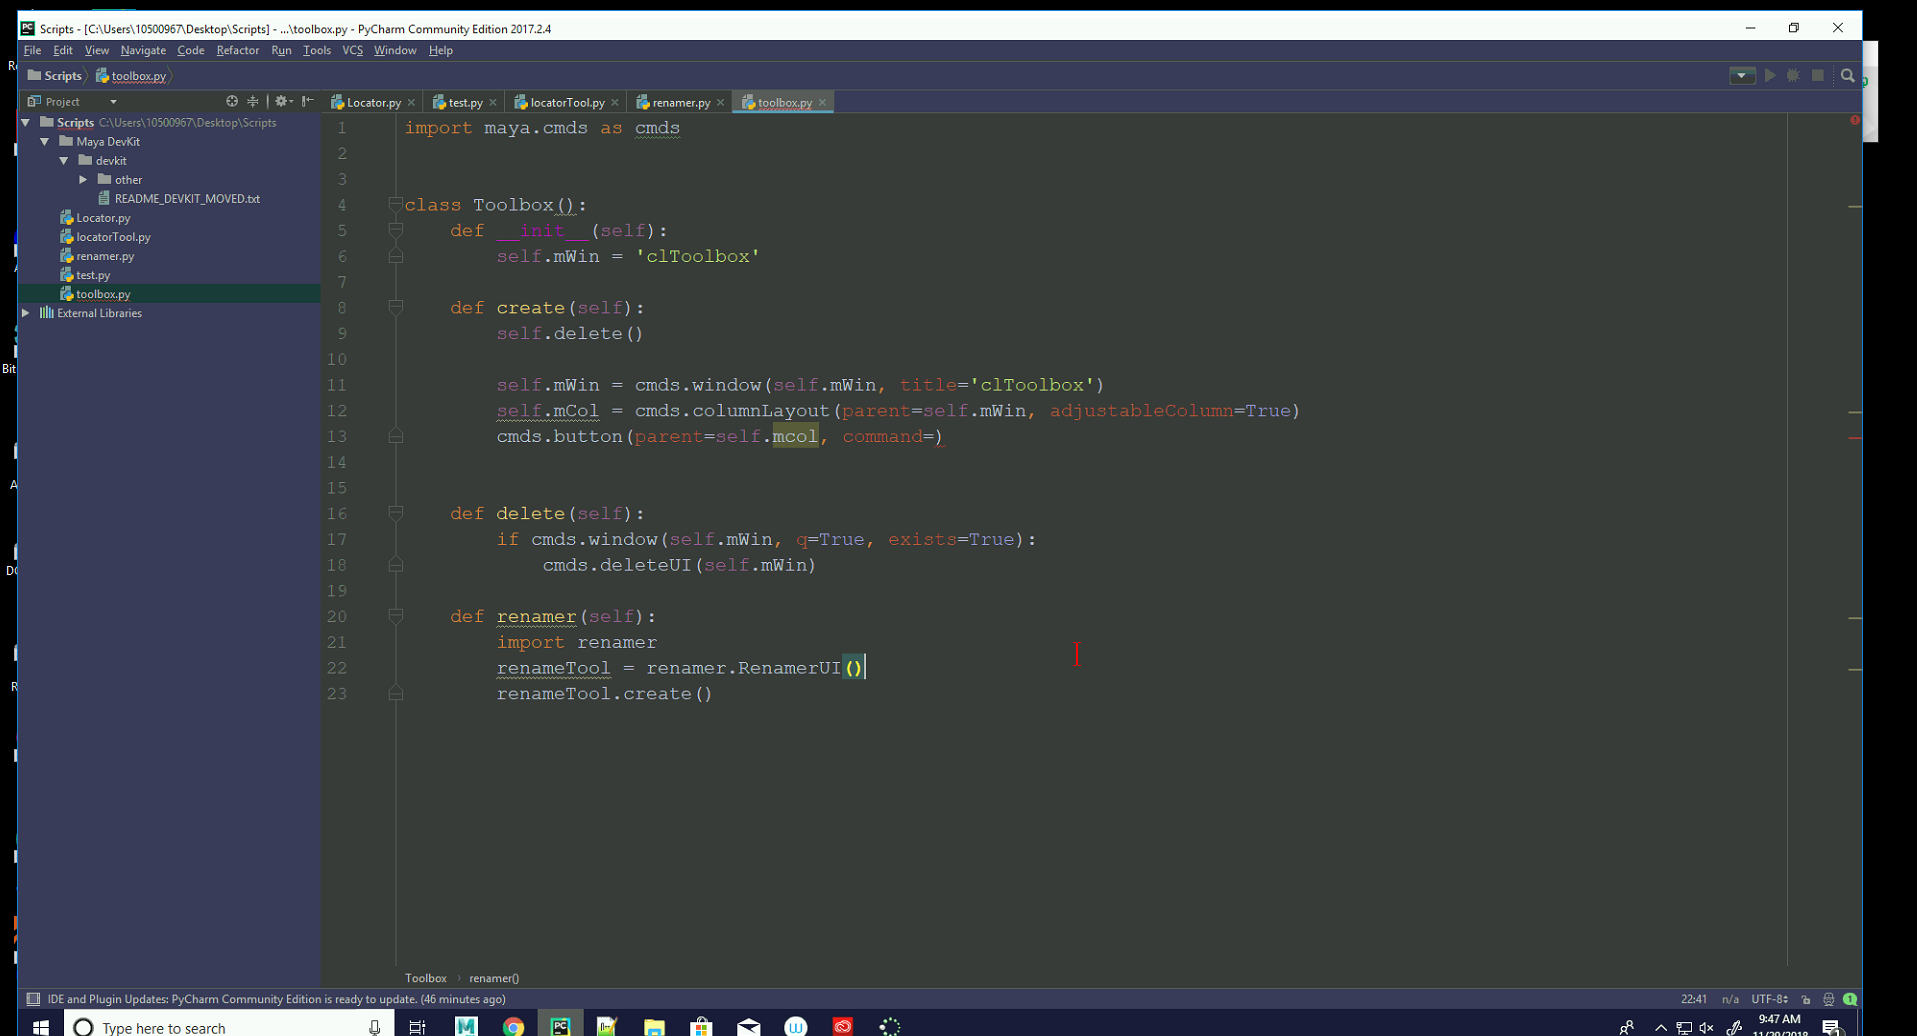 Scripts - [C:\Users\10500967\Desktop\Scripts] - ...\toolbox.py - PyCharm Community Edition 2017.2.4
File Edit View Navigate Code Refactor Run Tools VCS Window Help
Scripts toolbox.py
Project
Locator.py test.py locatorTool.py renamer.py toolbox.py
Scripts C:\Users\10500967\Desktop\Scripts
Maya DevKit
devkit
other
README_DEVKIT_MOVED.txt
Locator.py
locatorTool.py
renamer.py
test.py
toolbox.py
External Libraries
1 import maya.cmds as cmds
2
3
4 class Toolbox():
5 def __init__(self):
6 self.mWin = 'clToolbox'
7
8 def create(self):
9 self.delete()
10
11 self.mWin = cmds.window(self.mWin, title='clToolbox')
12 self.mCol = cmds.columnLayout(parent=self.mWin, adjustableColumn=True)
13 cmds.button(parent=self.mcol, command=)
14
15
16 def delete(self):
17 if cmds.window(self.mWin, q=True, exists=True):
18 cmds.deleteUI(self.mWin)
19
20 def renamer(self):
21 import renamer
22 renameTool = renamer.RenamerUI()
23 renameTool.create()
Toolbox renamer()
IDE and Plugin Updates: PyCharm Community Edition is ready to update. (46 minutes ago)
22:41 n/a UTF-8
Bit
Type here to search
9:47 AM